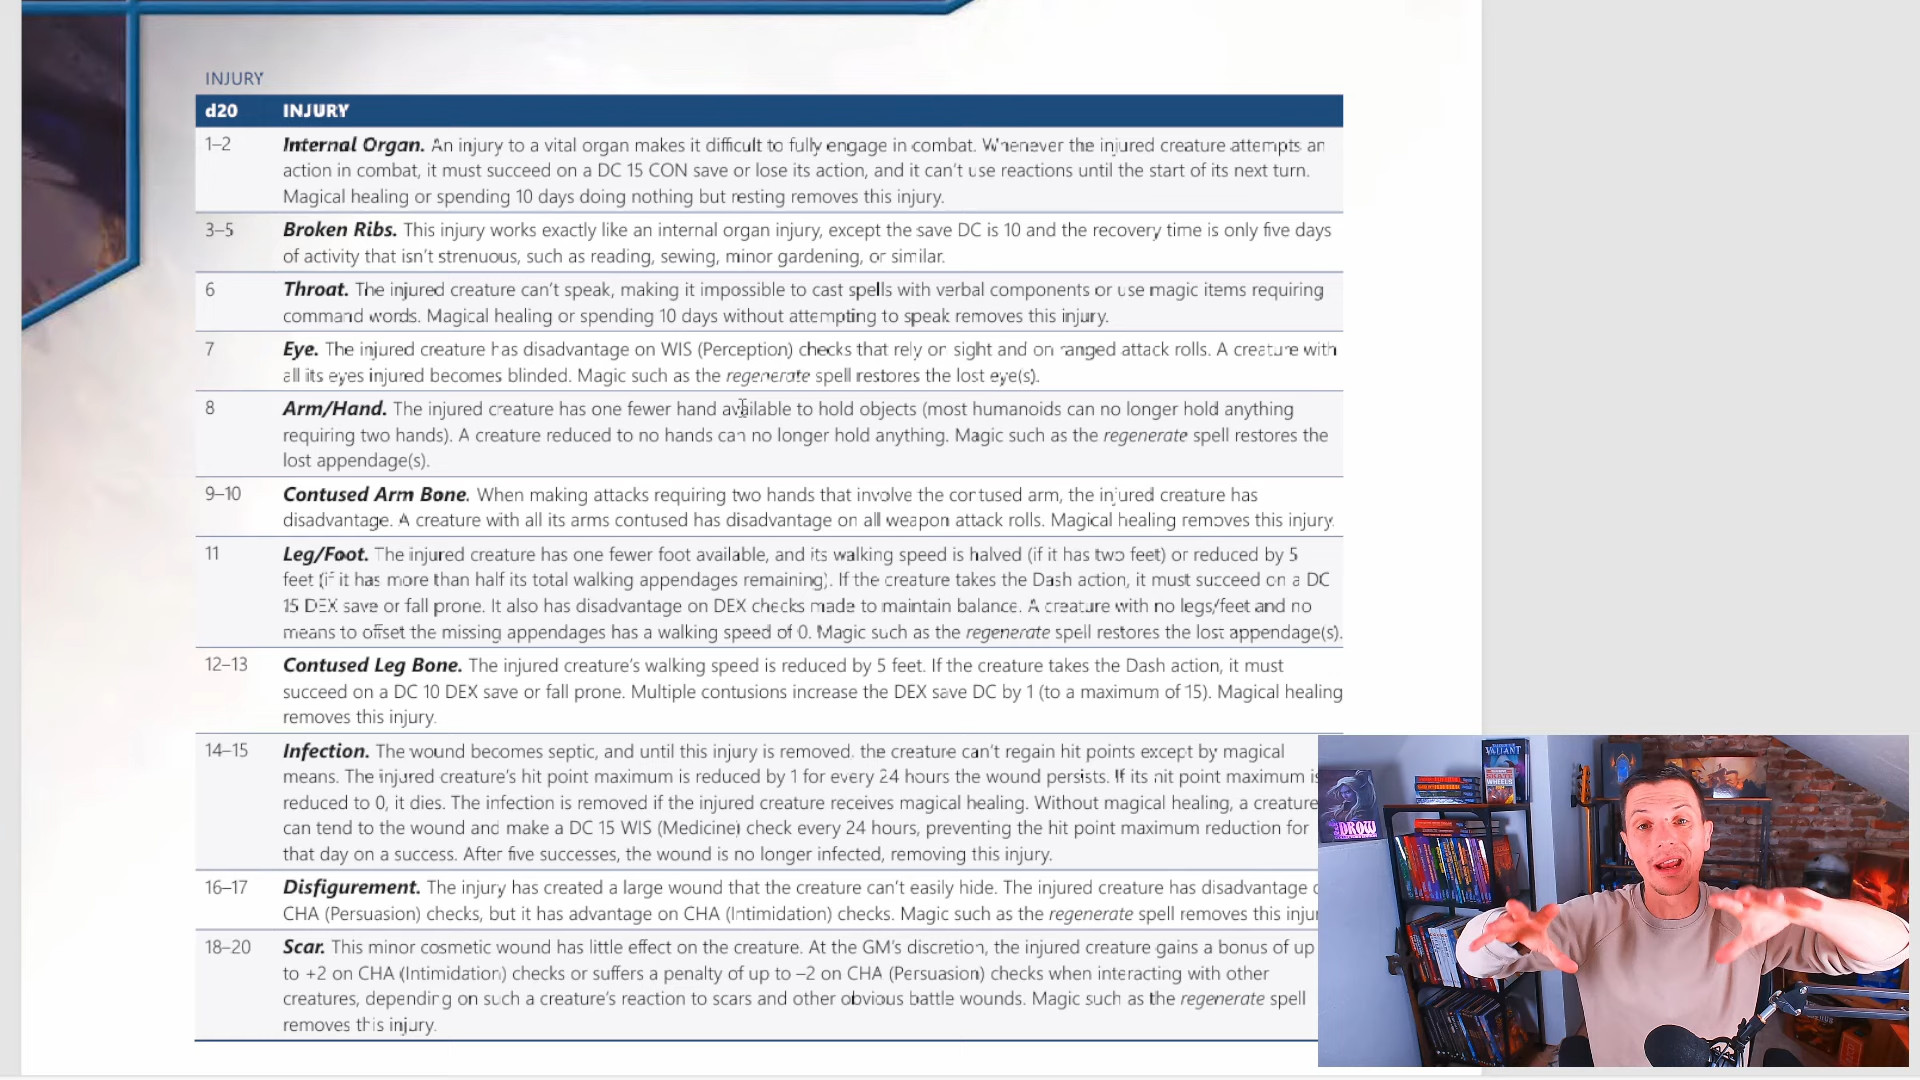 INJURY
d20 INJURY
1–2 Internal Organ. An injury to a vital organ makes it difficult to fully engage in combat. Whenever the injured creature attempts an
action in combat, it must succeed on a DC 15 CON save or lose its action, and it can't use reactions until the start of its next turn.
Magical healing or spending 10 days doing nothing but resting removes this injury.
3–5 Broken Ribs. This injury works exactly like an internal organ injury, except the save DC is 10 and the recovery time is only five days
of activity that isn't strenuous, such as reading, sewing, minor gardening, or similar.
6 Throat. The injured creature can't speak, making it impossible to cast spells with verbal components or use magic items requiring
command words. Magical healing or spending 10 days without attempting to speak removes this injury.
7 Eye. The injured creature has disadvantage on WIS (Perception) checks that rely on sight and on ranged attack rolls. A creature with
all its eyes injured becomes blinded. Magic such as the regenerate spell restores the lost eye(s).
8 Arm/Hand. The injured creature has one fewer hand available to hold objects (most humanoids can no longer hold anything
requiring two hands). A creature reduced to no hands can no longer hold anything. Magic such as the regenerate spell restores the
lost appendage(s).
9–10 Contused Arm Bone. When making attacks requiring two hands that involve the contused arm, the injured creature has
disadvantage. A creature with all its arms contused has disadvantage on all weapon attack rolls. Magical healing removes this injury.
11 Leg/Foot. The injured creature has one fewer foot available, and its walking speed is halved (if it has two feet) or reduced by 5
feet (if it has more than half its total walking appendages remaining). If the creature takes the Dash action, it must succeed on a DC
15 DEX save or fall prone. It also has disadvantage on DEX checks made to maintain balance. A creature with no legs/feet and no
means to offset the missing appendages has a walking speed of 0. Magic such as the regenerate spell restores the lost appendage(s).
12–13 Contused Leg Bone. The injured creature's walking speed is reduced by 5 feet. If the creature takes the Dash action, it must
succeed on a DC 10 DEX save or fall prone. Multiple contusions increase the DEX save DC by 1 (to a maximum of 15). Magical healing
removes this injury.
14–15 Infection. The wound becomes septic, and until this injury is removed, the creature can't regain hit points except by magical
means. The injured creature's hit point maximum is reduced by 1 for every 24 hours the wound persists. If its hit point maximum is
reduced to 0, it dies. The infection is removed if the injured creature receives magical healing. Without magical healing, a creature
can tend to the wound and make a DC 15 WIS (Medicine) check every 24 hours, preventing the hit point maximum reduction for
that day on a success. After five successes, the wound is no longer infected, removing this injury.
16–17 Disfigurement. The injury has created a large wound that the creature can't easily hide. The injured creature has disadvantage
CHA (Persuasion) checks, but it has advantage on CHA (Intimidation) checks. Magic such as the regenerate spell removes this
18–20 Scar. This minor cosmetic wound has little effect on the creature. At the GM's discretion, the injured creature gains a bonus of up
to +2 on CHA (Intimidation) checks or suffers a penalty of up to –2 on CHA (Persuasion) checks when interacting with other
creatures, depending on such a creature's reaction to scars and other obvious battle wounds. Magic such as the regenerate spell
removes this injury.
VALIANT
DROW